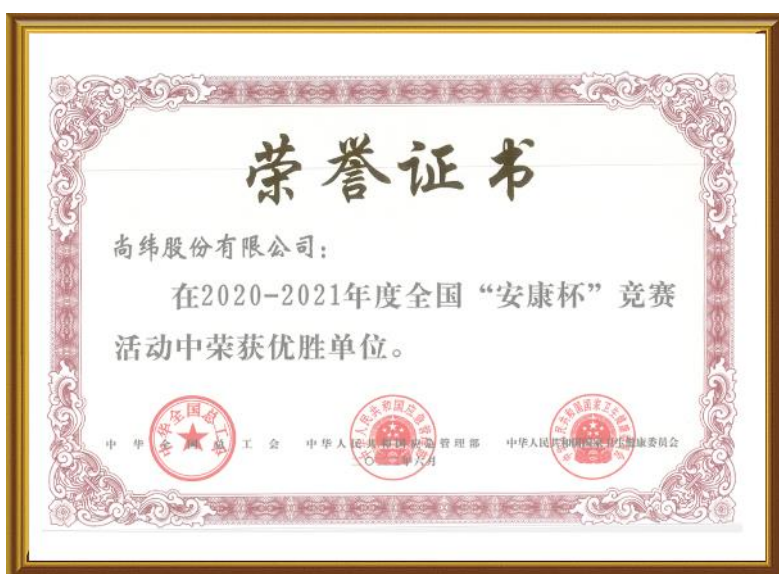 荣誉证书
尚纬股份有限公司：
在2020-2021年度全国“安康杯”竞赛
活动中荣获优胜单位。
中华全国总工会 中华人民共和国应急管理部 中华人民共和国国家卫生健康委员会
年六月